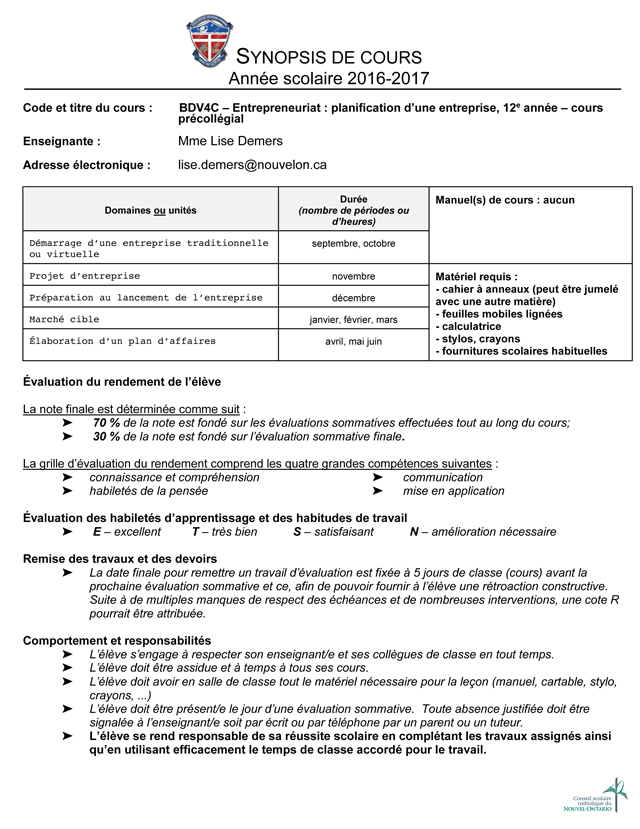 SYNOPSIS DE COURS
Année scolaire 2016-2017
Code et titre du cours : BDV4C – Entrepreneuriat : planification d’une entreprise, 12e année – cours
précollégial
Enseignante : Mme Lise Demers
Adresse électronique : lise.demers@nouvelon.ca
Domaines ou unités
Durée
(nombre de périodes ou
d’heures)
Manuel(s) de cours : aucun
Démarrage d’une entreprise traditionnelle
ou virtuelle
septembre, octobre
Projet d’entreprise
novembre
Préparation au lancement de l’entreprise
décembre
Marché cible
janvier, février, mars
Élaboration d’un plan d’affaires
avril, mai juin
Matériel requis :
- cahier à anneaux (peut être jumelé
avec une autre matière)
- feuilles mobiles lignées
- calculatrice
- stylos, crayons
- fournitures scolaires habituelles
Évaluation du rendement de l’élève
La note finale est déterminée comme suit :
➤ 70 % de la note est fondé sur les évaluations sommatives effectuées tout au long du cours;
➤ 30 % de la note est fondé sur l’évaluation sommative finale.
La grille d’évaluation du rendement comprend les quatre grandes compétences suivantes :
➤ connaissance et compréhension ➤ communication
➤ habiletés de la pensée ➤ mise en application
Évaluation des habiletés d’apprentissage et des habitudes de travail
➤ E – excellent T – très bien S – satisfaisant N – amélioration nécessaire
Remise des travaux et des devoirs
➤ La date finale pour remettre un travail d’évaluation est fixée à 5 jours de classe (cours) avant la
prochaine évaluation sommative et ce, afin de pouvoir fournir à l’élève une rétroaction constructive.
Suite à de multiples manques de respect des échéances et de nombreuses interventions, une cote R
pourrait être attribuée.
Comportement et responsabilités
➤ L’élève s’engage à respecter son enseignant/e et ses collègues de classe en tout temps.
➤ L’élève doit être assidue et à temps à tous ses cours.
➤ L’élève doit avoir en salle de classe tout le matériel nécessaire pour la leçon (manuel, cartable, stylo,
crayons, ...)
➤ L’élève doit être présent/e le jour d’une évaluation sommative. Toute absence justifiée doit être
signalée à l’enseignant/e soit par écrit ou par téléphone par un parent ou un tuteur.
➤ L’élève se rend responsable de sa réussite scolaire en complétant les travaux assignés ainsi
qu’en utilisant efficacement le temps de classe accordé pour le travail.
Conseil scolaire
catholique du
NOUVEL-ONTARIO